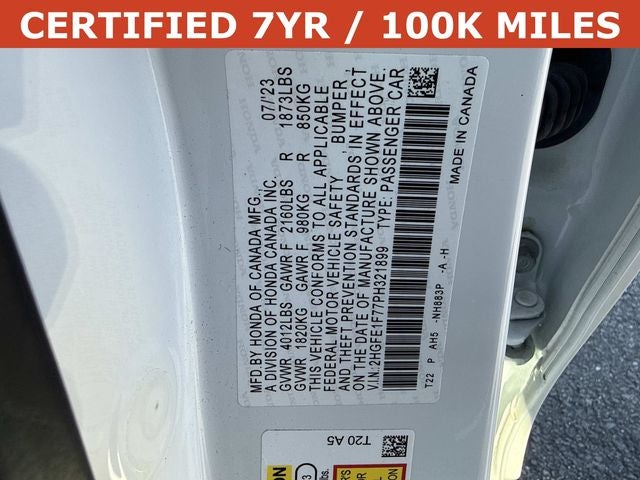 CERTIFIED 7YR / 100K MILES
MFD.BY HONDA OF CANADA MFG., 07/23
A DIVISION OF HONDA CANADA INC.
GVWR 4012LBS GAWR F 2160LBS R 1873LBS
GVWR 1820KG GAWR F 980KG R 850KG
THIS VEHICLE CONFORMS TO ALL APPLICABLE
FEDERAL MOTOR VEHICLE SAFETY , BUMPER ,
AND THEFT PREVENTION STANDARDS IN EFFECT
ON THE DATE OF MANUFACTURE SHOWN ABOVE.
V.I.N:2HGFE1F77PH321899 TYPE: PASSENGER CAR
T22 P AH5 -NH883P -A -H
MADE IN CANADA
T20 A5